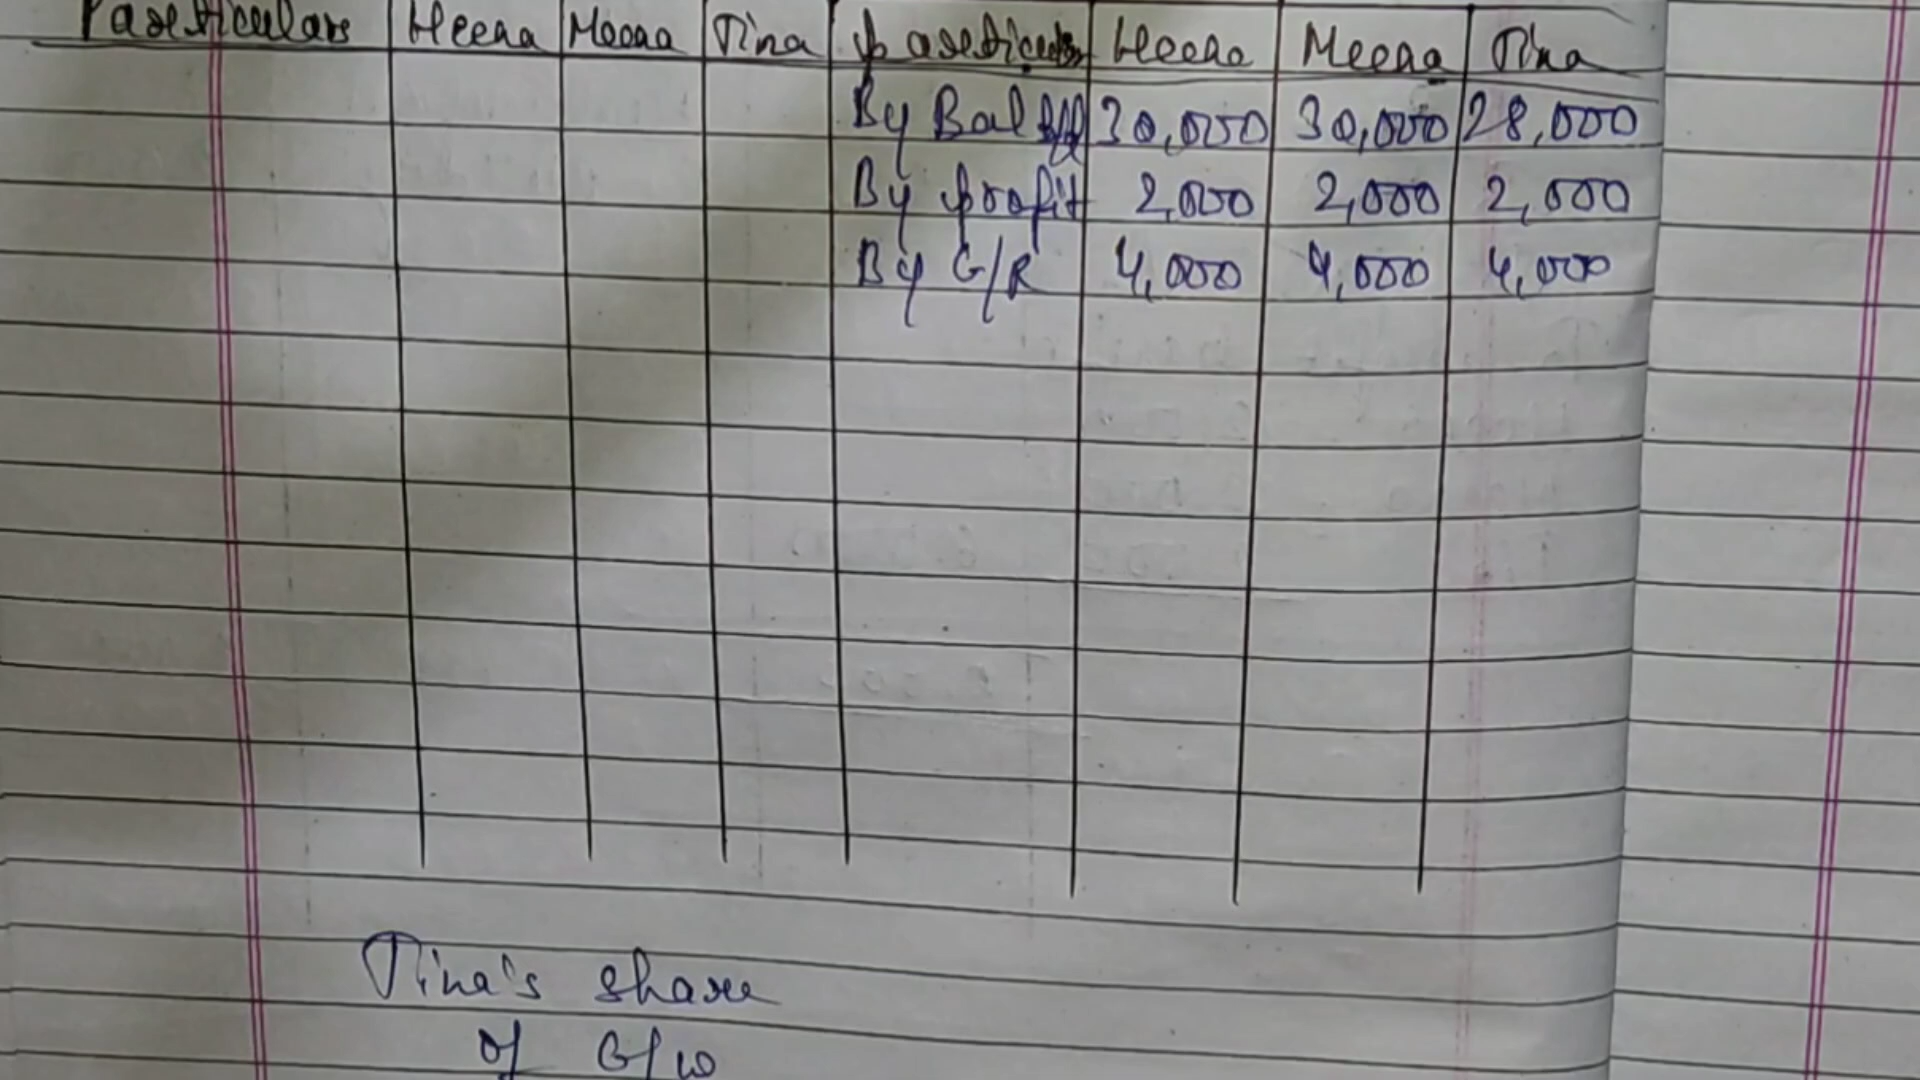 Particulars Heena Meena Tina Particulars Heena Meena Tina
By Bal b/d 30,000 30,000 28,000
By profit 2,000 2,000 2,000
By G/R 4,000 4,000 4,000
Tina's share
of G/w